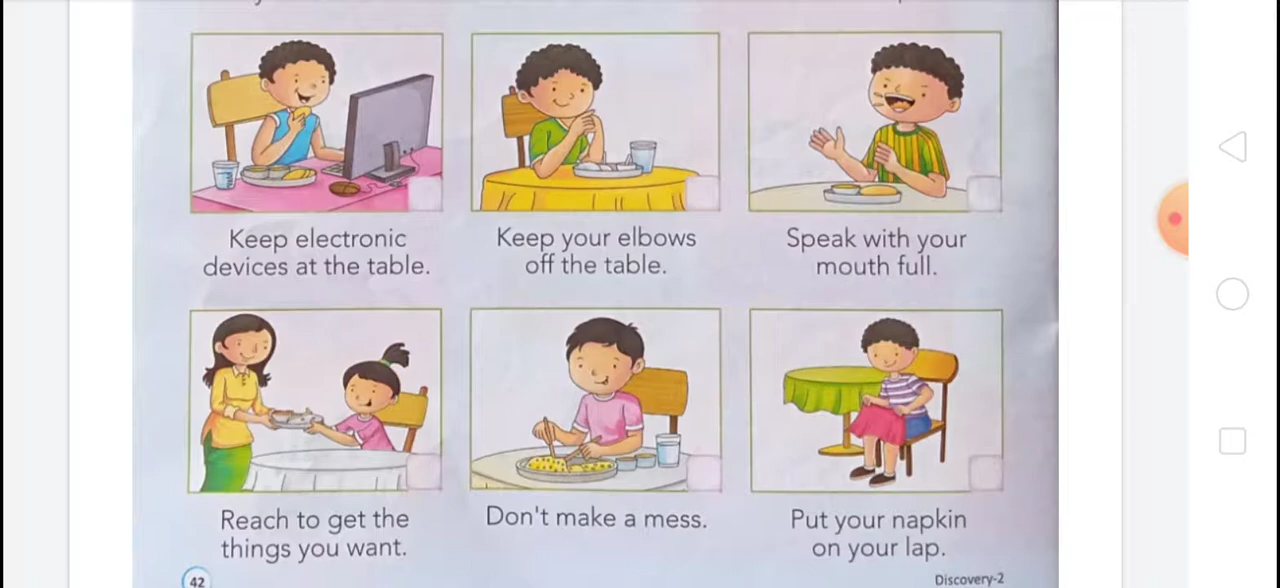 Keep electronic
devices at the table.
Keep your elbows
off the table.
Speak with your
mouth full.
Reach to get the
things you want.
Don't make a mess.
Put your napkin
on your lap.
42
Discovery-2